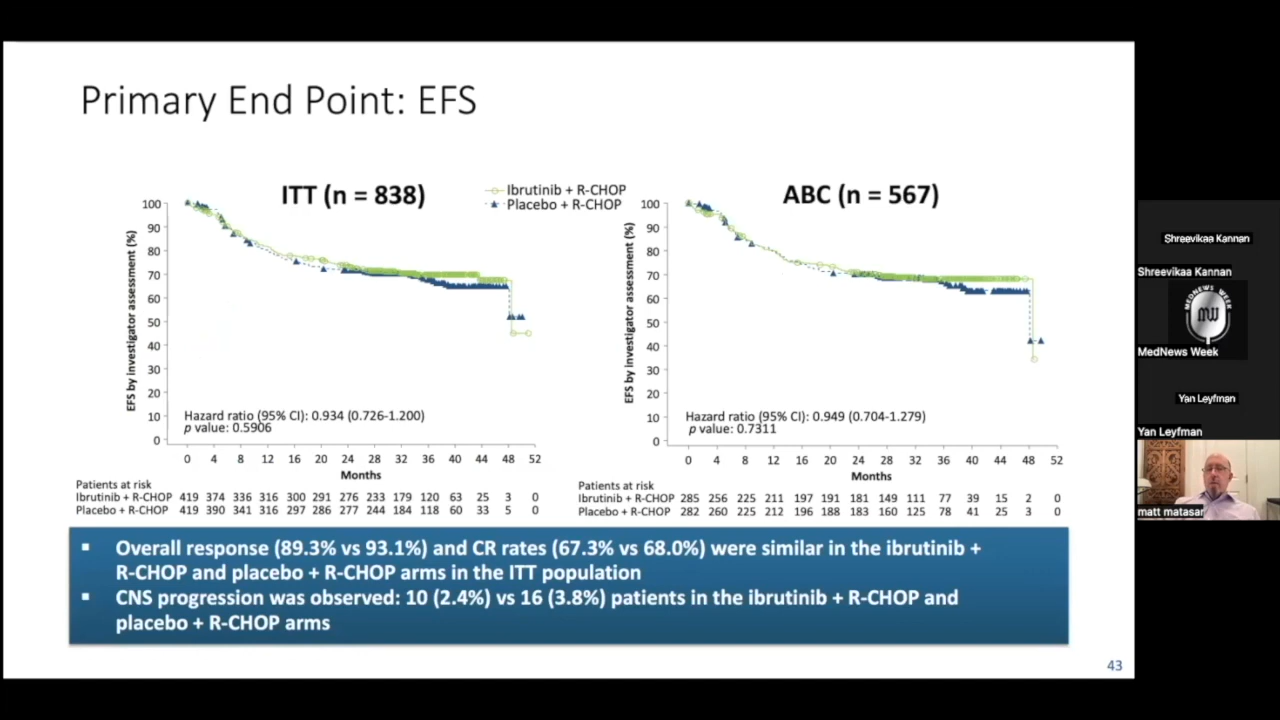 Primary End Point: EFS
ITT (n = 838)
Ibrutinib + R-CHOP
Placebo + R-CHOP
ABC (n = 567)
EFS by investigator assessment (%)
100
90
80
70
60
50
40
30
20
10
0
Hazard ratio (95% CI): 0.934 (0.726-1.200)
p value: 0.5906
0 4 8 12 16 20 24 28 32 36 40 44 48 52
Months
Patients at risk
Ibrutinib + R-CHOP 419 374 336 316 300 291 276 233 179 120 63 25 3 0
Placebo + R-CHOP 419 390 341 316 297 286 277 244 184 118 60 33 5 0
EFS by investigator assessment (%)
100
90
80
70
60
50
40
30
20
10
0
Hazard ratio (95% CI): 0.949 (0.704-1.279)
p value: 0.7311
0 4 8 12 16 20 24 28 32 36 40 44 48 52
Months
Patients at risk
Ibrutinib + R-CHOP 285 256 225 211 197 191 181 149 111 77 39 15 2 0
Placebo + R-CHOP 282 260 225 212 196 188 183 160 125 78 41 25 3 0
▪ Overall response (89.3% vs 93.1%) and CR rates (67.3% vs 68.0%) were similar in the ibrutinib +
R-CHOP and placebo + R-CHOP arms in the ITT population
▪ CNS progression was observed: 10 (2.4%) vs 16 (3.8%) patients in the ibrutinib + R-CHOP and
placebo + R-CHOP arms
43
Shreevikaa Kannan
Shreevikaa Kannan
MEDNEWS WEEK
MW
MedNews Week
Yan Leyfman
Yan Leyfman
matt matasar